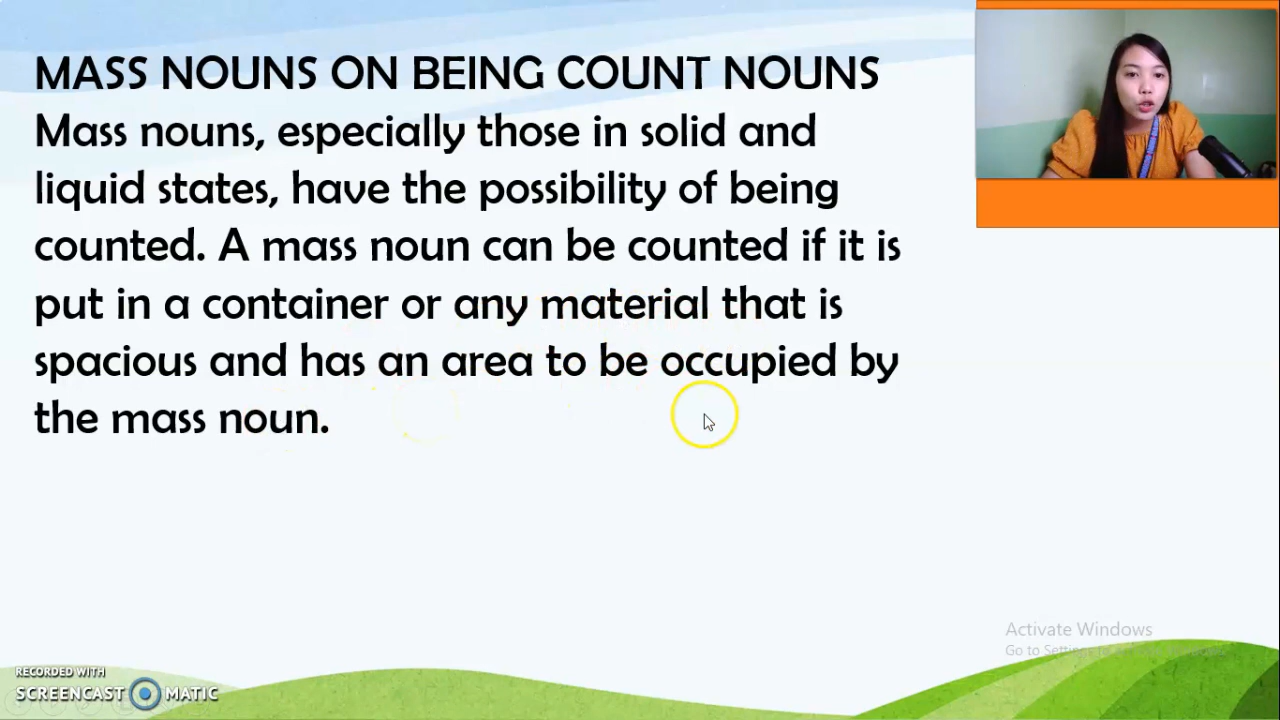 MASS NOUNS ON BEING COUNT NOUNS
Mass nouns, especially those in solid and
liquid states, have the possibility of being
counted. A mass noun can be counted if it is
put in a container or any material that is
spacious and has an area to be occupied by
the mass noun.
Activate Windows
Go to Settings to activate Windows.
RECORDED WITH
SCREENCAST MATIC